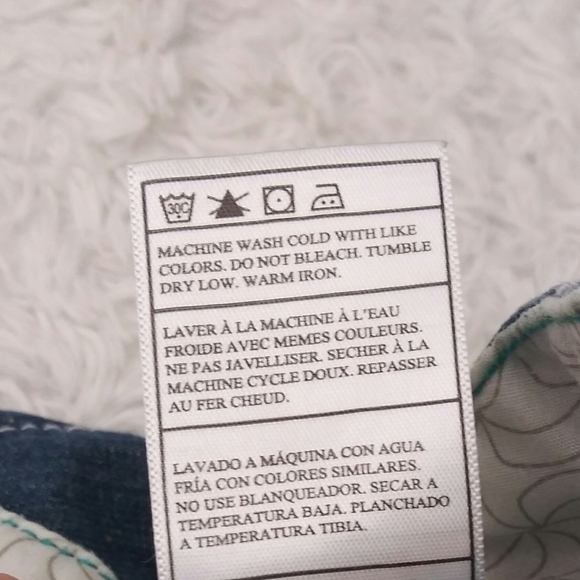 30C
MACHINE WASH COLD WITH LIKE
COLORS. DO NOT BLEACH. TUMBLE
DRY LOW. WARM IRON.
LAVER À LA MACHINE À L'EAU
FROIDE AVEC MEMES COULEURS.
NE PAS JAVELLISER. SECHER À LA
MACHINE CYCLE DOUX. REPASSER
AU FER CHEUD.
LAVADO A MÁQUINA CON AGUA
FRÍA CON COLORES SIMILARES.
NO USE BLANQUEADOR. SECAR A
TEMPERATURA BAJA. PLANCHADO
A TEMPERATURA TIBIA.